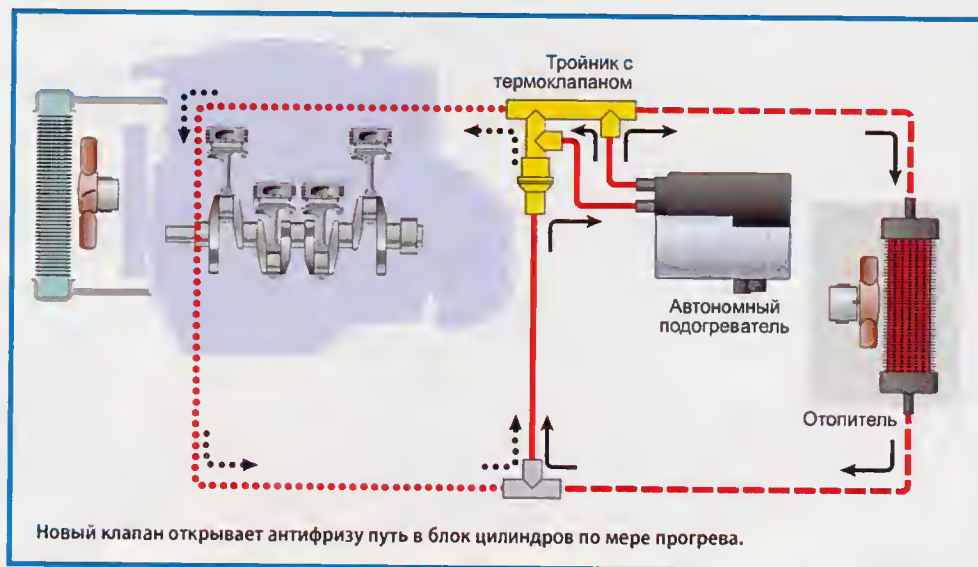 Тройник с
термоклапаном
Автономный
подогреватель
Отопитель
Новый клапан открывает антифризу путь в блок цилиндров по мере прогрева.